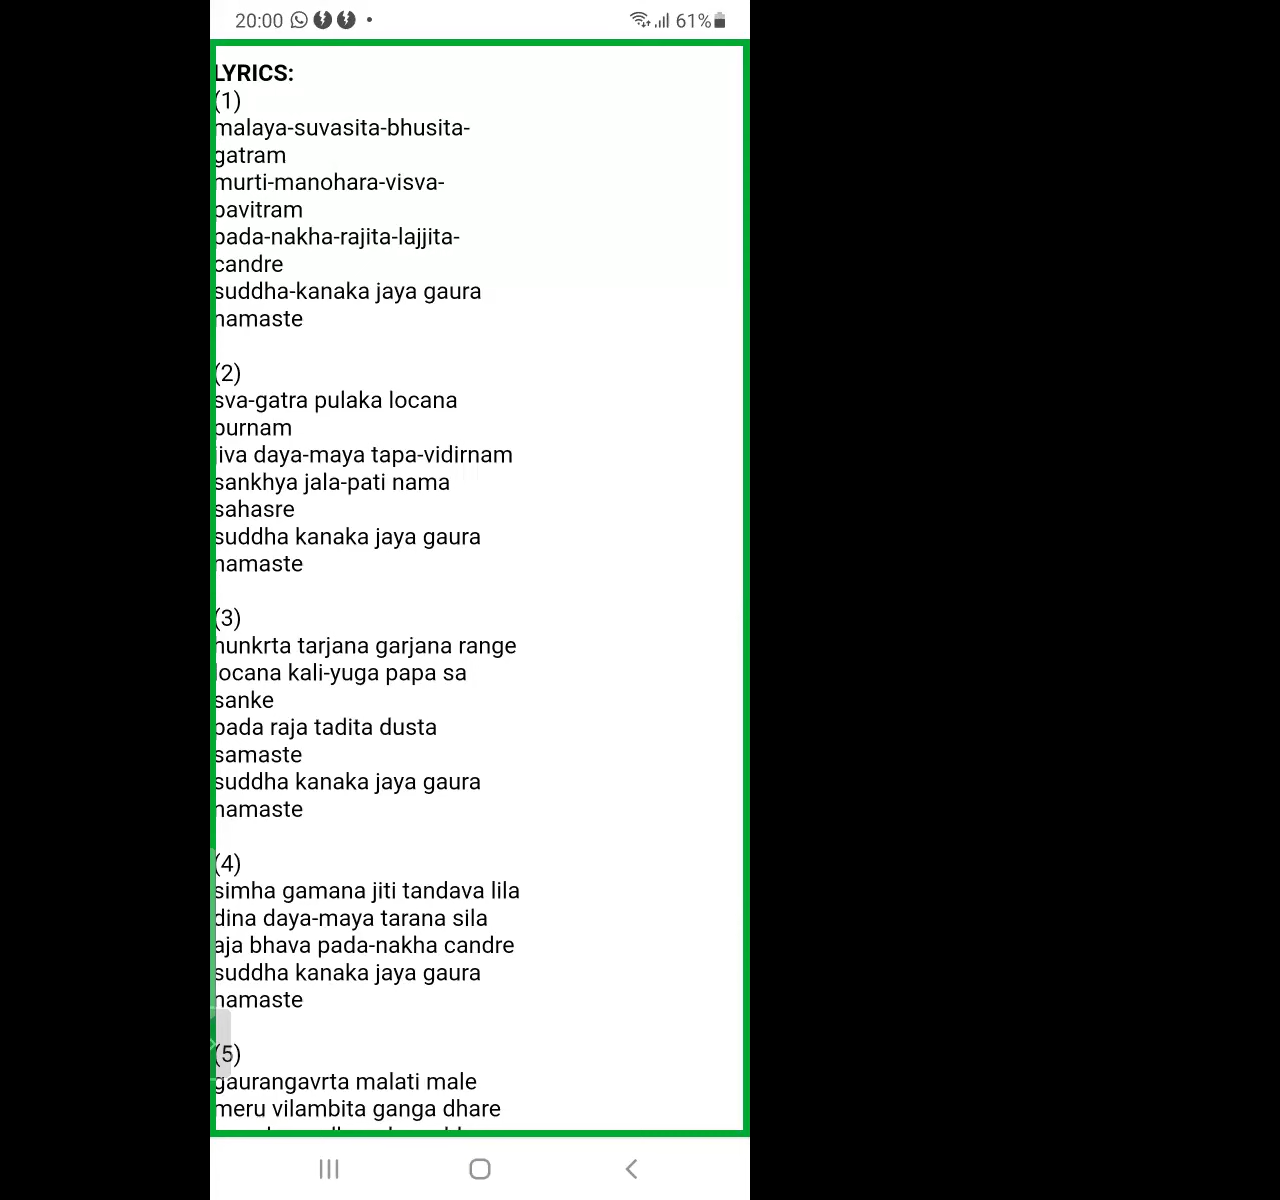 20:00
61%
LYRICS:
(1)
malaya-suvasita-bhusita-
gatram
murti-manohara-visva-
pavitram
pada-nakha-rajita-lajjita-
candre
suddha-kanaka jaya gaura
namaste
(2)
sva-gatra pulaka locana
purnam
jiva daya-maya tapa-vidirnam
sankhya jala-pati nama
sahasre
suddha kanaka jaya gaura
namaste
(3)
hunkrta tarjana garjana range
locana kali-yuga papa sa
sanke
pada raja tadita dusta
samaste
suddha kanaka jaya gaura
namaste
(4)
simha gamana jiti tandava lila
dina daya-maya tarana sila
aja bhava pada-nakha candre
suddha kanaka jaya gaura
namaste
(5)
gaurangavrta malati male
meru vilambita ganga dhare